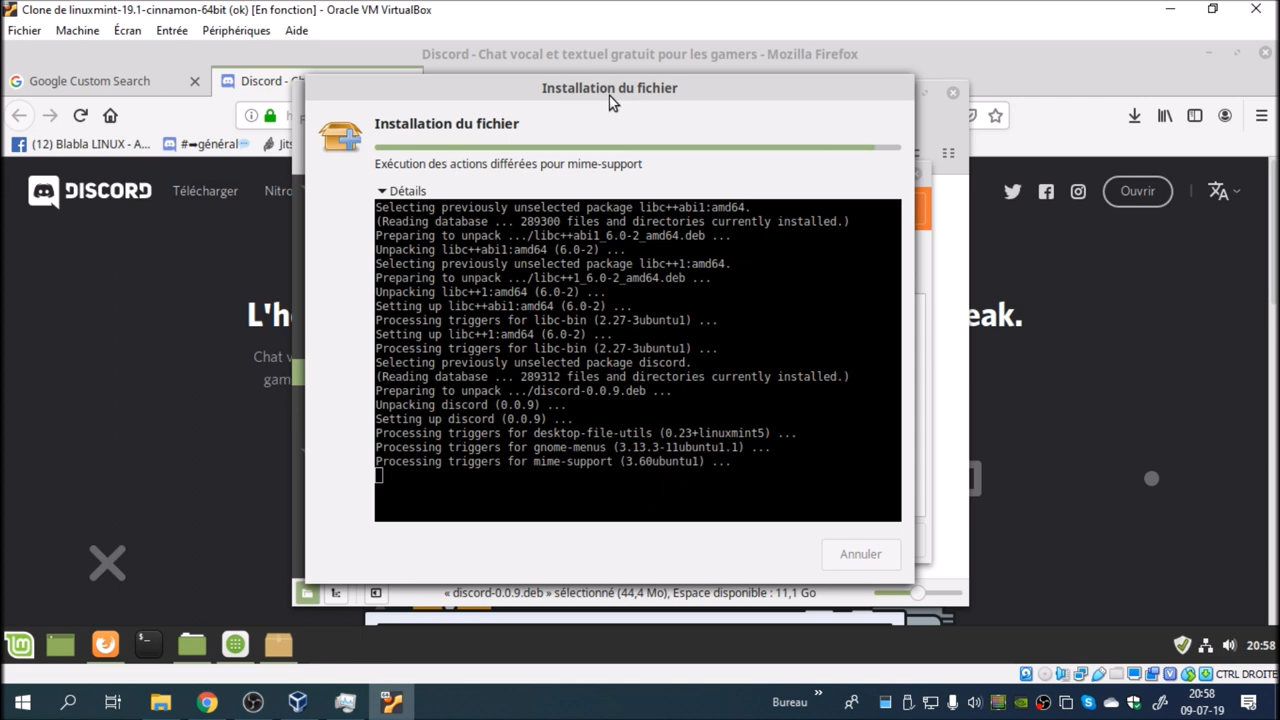 Clone de linuxmint-19.1-cinnamon-64bit (ok) [En fonction] - Oracle VM VirtualBox
Fichier Machine Écran Entrée Périphériques Aide
Discord - Chat vocal et textuel gratuit pour les gamers - Mozilla Firefox
Google Custom Search
Discord - C
Installation du fichier
(12) Blabla LINUX - A...
#➡général
Jits
Installation du fichier
Exécution des actions différées pour mime-support
DISCORD
Télécharger
Nitro
Ouvrir
Détails
Selecting previously unselected package libc++abi1:amd64.
(Reading database ... 289300 files and directories currently installed.)
Preparing to unpack .../libc++abi1_6.0-2_amd64.deb ...
Unpacking libc++abi1:amd64 (6.0-2) ...
Selecting previously unselected package libc++1:amd64.
Preparing to unpack .../libc++1_6.0-2_amd64.deb ...
Unpacking libc++1:amd64 (6.0-2) ...
Setting up libc++abi1:amd64 (6.0-2) ...
Processing triggers for libc-bin (2.27-3ubuntu1) ...
Setting up libc++1:amd64 (6.0-2) ...
Processing triggers for libc-bin (2.27-3ubuntu1) ...
Selecting previously unselected package discord.
(Reading database ... 289312 files and directories currently installed.)
Preparing to unpack .../discord-0.0.9.deb ...
Unpacking discord (0.0.9) ...
Setting up discord (0.0.9) ...
Processing triggers for desktop-file-utils (0.23+linuxmint5) ...
Processing triggers for gnome-menus (3.13.3-11ubuntu1.1) ...
Processing triggers for mime-support (3.60ubuntu1) ...
L'h
eak.
Chat v
gam
Annuler
« discord-0.0.9.deb » sélectionné (44,4 Mo), Espace disponible : 11,1 Go
20:58
CTRL DROITE
Bureau
20:58
09-07-19